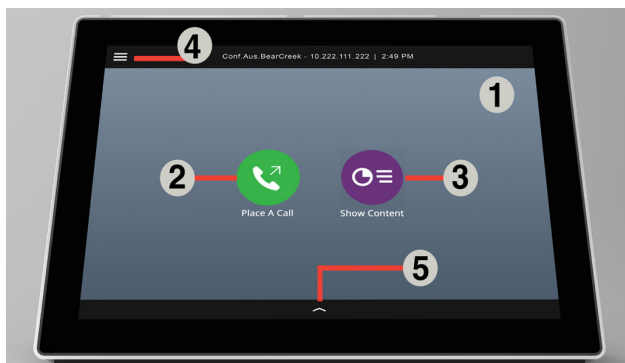 4
Conf.Aus.BearCreek - 10.222.111.222 | 2:49 PM
1
2
3
Place A Call
Show Content
5